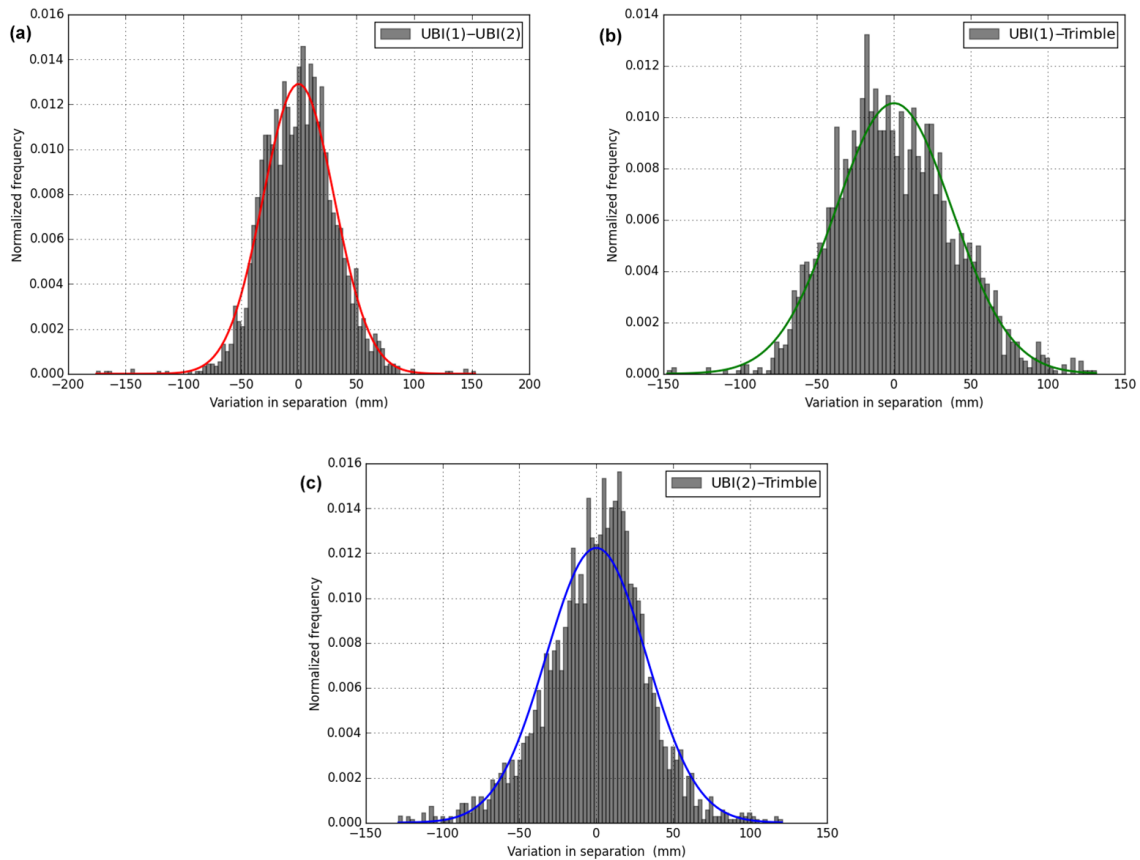 (a)
UBI(1)–UBI(2)
0.016
0.014
0.012
0.010
0.008
0.006
0.004
0.002
0.000
Normalized frequency
−200 −150 −100 −50 0 50 100 150 200
Variation in separation (mm)
(b)
UBI(1)–Trimble
0.014
0.012
0.010
0.008
0.006
0.004
0.002
0.000
Normalized frequency
−150 −100 −50 0 50 100 150
Variation in separation (mm)
(c)
UBI(2)–Trimble
0.016
0.014
0.012
0.010
0.008
0.006
0.004
0.002
0.000
Normalized frequency
−150 −100 −50 0 50 100 150
Variation in separation (mm)